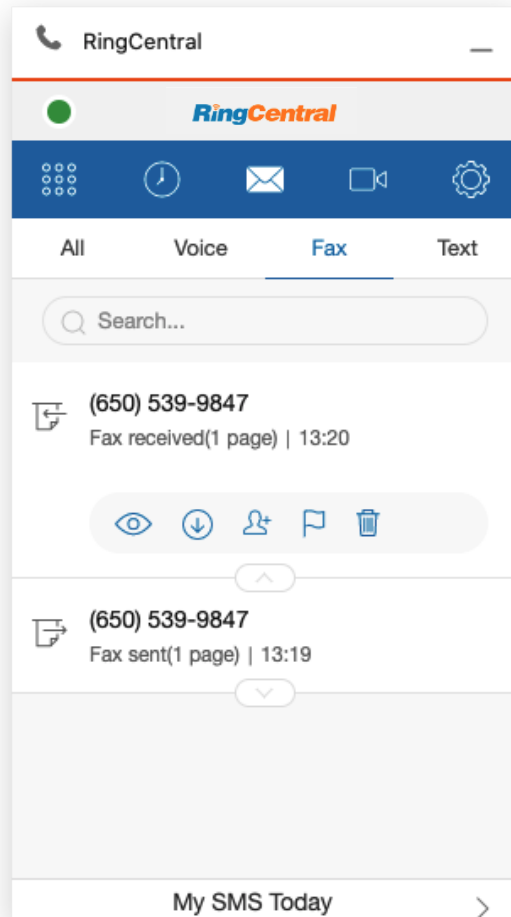 RingCentral
RingCentral
All Voice Fax Text
Search...
(650) 539-9847
Fax received(1 page) | 13:20
(650) 539-9847
Fax sent(1 page) | 13:19
My SMS Today